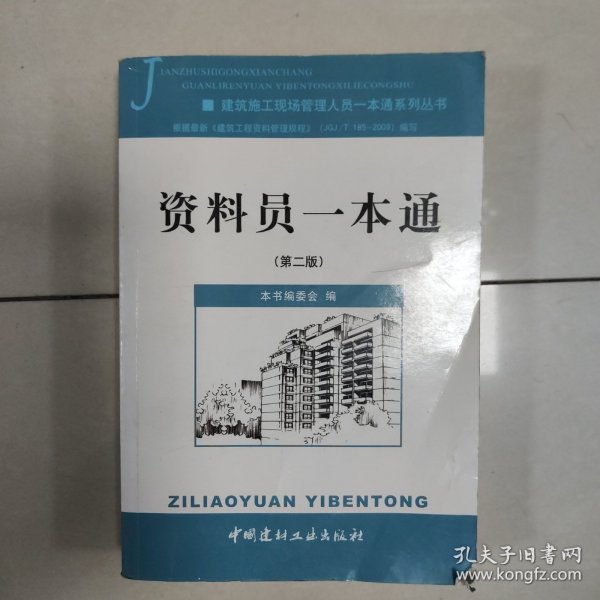 JIANZHUSHIGONGXIANCHANG
GUANLIRENYUAN YIBENTONGXILIECONGSHU
■ 建筑施工现场管理人员一本通系列丛书
根据最新《建筑工程资料管理规程》(JGJ/T 185-2009)编写
资料员一本通
(第二版)
本书编委会 编
ZILIAOYUAN YIBENTONG
中国建材工业出版社
孔夫子旧书网
www.kongfz.com